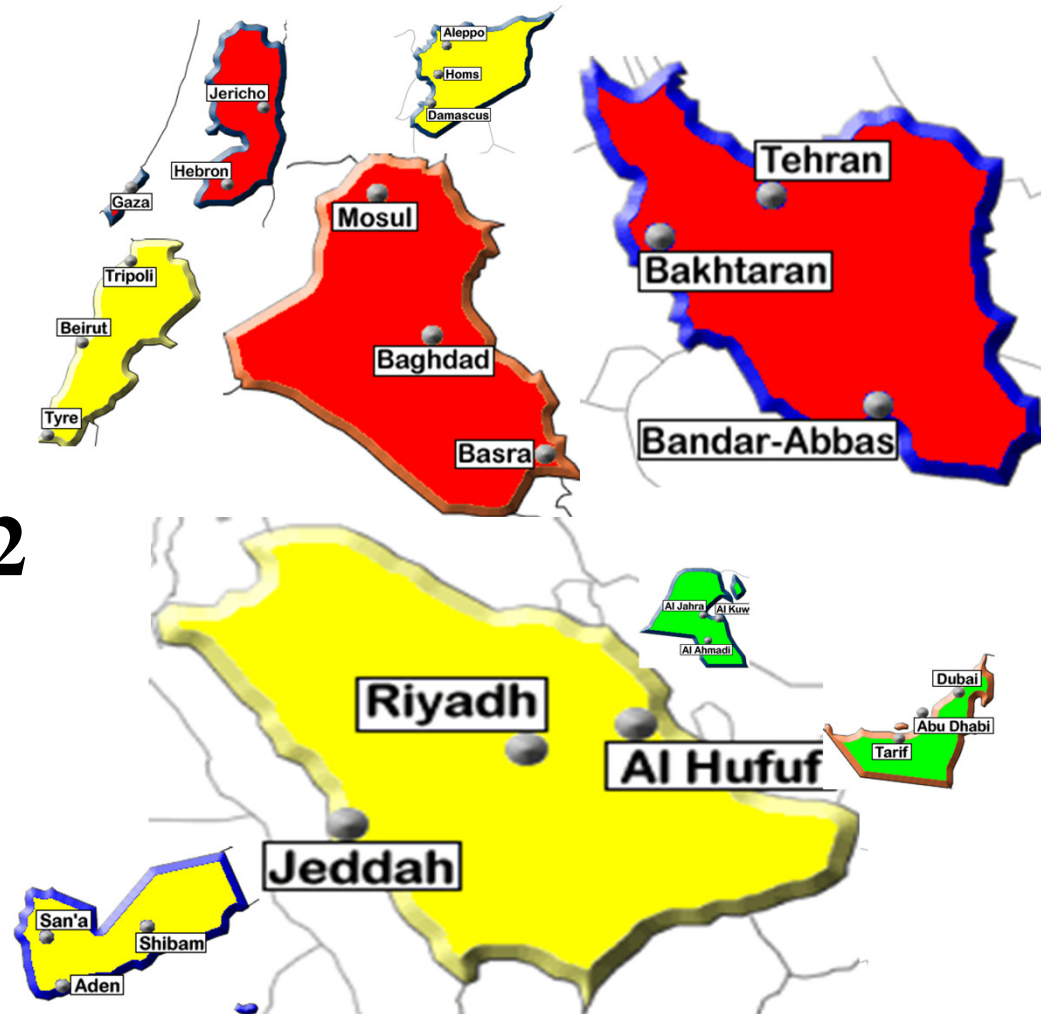 Aleppo
Homs
Damascus
Jericho
Hebron
Gaza
Tehran
Bakhtaran
Bandar-Abbas
Mosul
Baghdad
Basra
Tripoli
Beirut
Tyre
2
Al Jahra
Al Kuw
Al Ahmadi
Riyadh
Al Hufuf
Jeddah
Dubai
Abu Dhabi
Tarif
San'a
Shibam
Aden